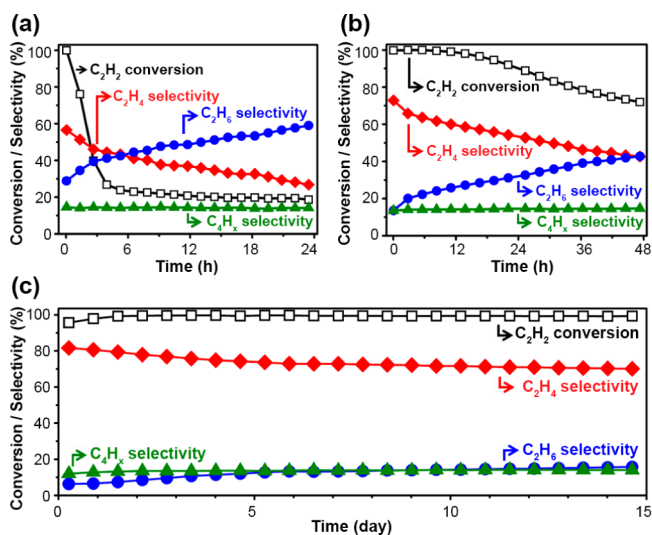 (a)
Conversion / Selectivity (%)
100
80
60
40
20
0
C₂H₂ conversion
C₂H₄ selectivity
C₂H₆ selectivity
C₄Hₓ selectivity
0 6 12 18 24
Time (h)
(b)
Conversion / Selectivity (%)
100
80
60
40
20
0
C₂H₂ conversion
C₂H₄ selectivity
C₂H₆ selectivity
C₄Hₓ selectivity
0 12 24 36 48
Time (h)
(c)
Conversion / Selectivity (%)
100
80
60
40
20
0
C₂H₂ conversion
C₂H₄ selectivity
C₄Hₓ selectivity
C₂H₆ selectivity
0 5 10 15
Time (day)